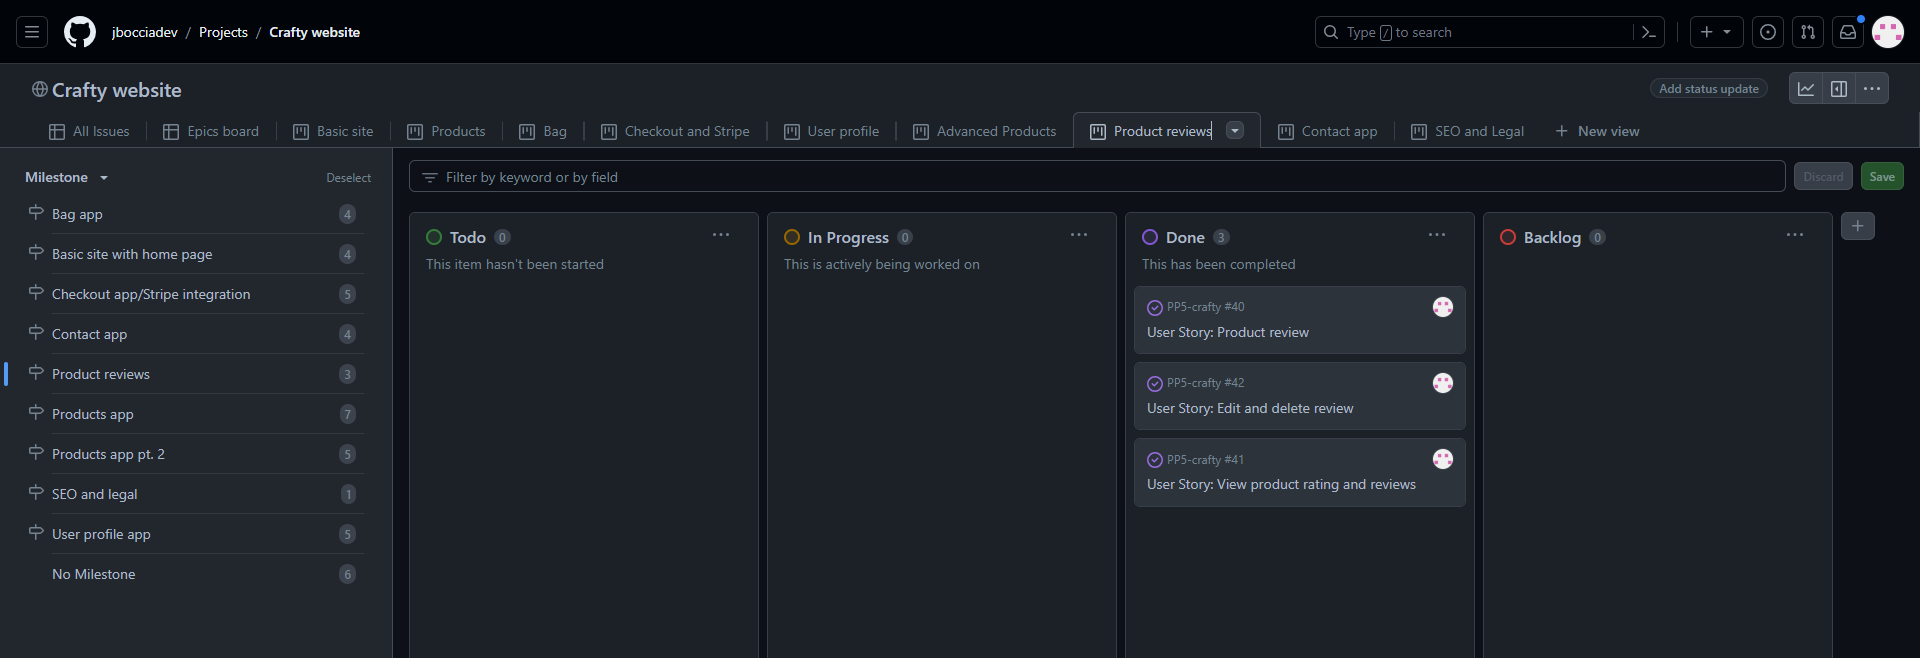 jbocciadev / Projects / Crafty website
Type / to search
Crafty website
Add status update
All Issues
Epics board
Basic site
Products
Bag
Checkout and Stripe
User profile
Advanced Products
Product reviews
Contact app
SEO and Legal
New view
Milestone
Deselect
Bag app 4
Basic site with home page 4
Checkout app/Stripe integration 5
Contact app 4
Product reviews 3
Products app 7
Products app pt. 2 5
SEO and legal 1
User profile app 5
No Milestone 6
Filter by keyword or by field
Discard
Save
Todo 0
This item hasn't been started
In Progress 0
This is actively being worked on
Done 3
This has been completed
PP5-crafty #40
User Story: Product review
PP5-crafty #42
User Story: Edit and delete review
PP5-crafty #41
User Story: View product rating and reviews
Backlog 0